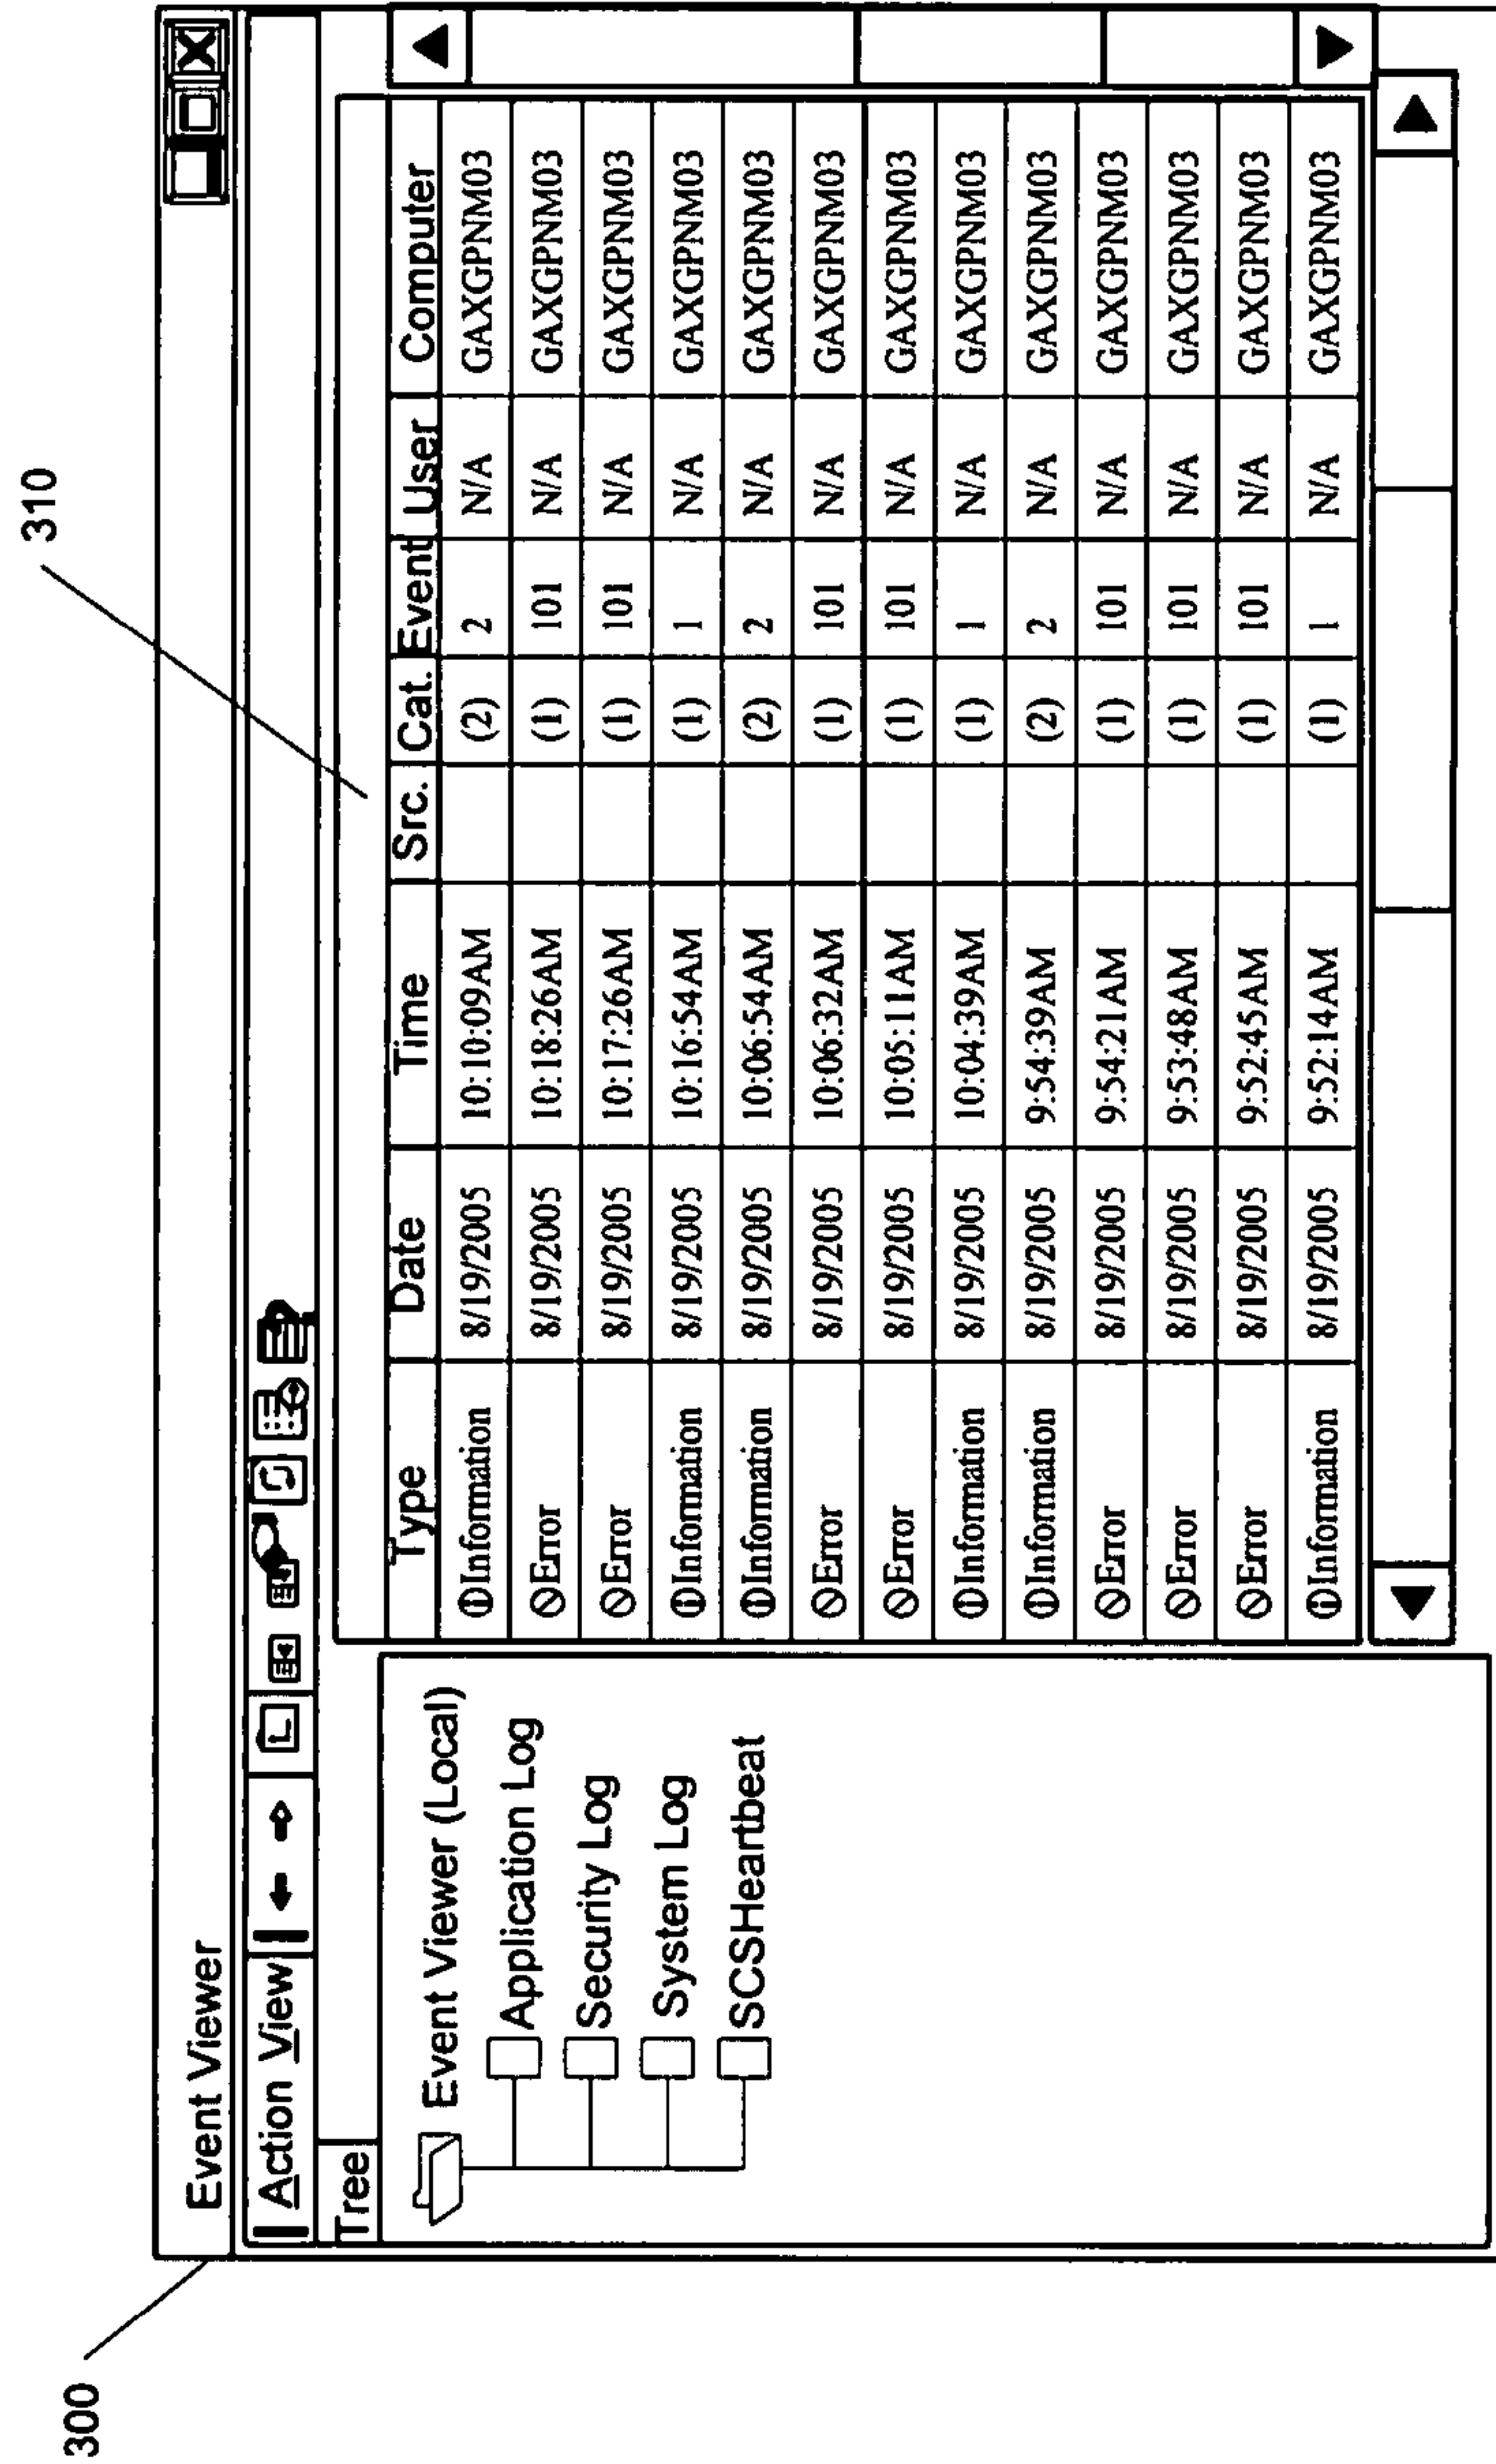 300
310
Event Viewer
Action View
Tree
Event Viewer (Local)
Application Log
Security Log
System Log
SCSHeartbeat
Type Date Time Src. Cat. Event User Computer
Information 8/19/2005 10:10:09AM (2) 2 N/A GAXGPNM03
Error 8/19/2005 10:18:26AM (1) 101 N/A GAXGPNM03
Error 8/19/2005 10:17:26AM (1) 101 N/A GAXGPNM03
Information 8/19/2005 10:16:54AM (1) 1 N/A GAXGPNM03
Information 8/19/2005 10:06:54AM (2) 2 N/A GAXGPNM03
Error 8/19/2005 10:06:32AM (1) 101 N/A GAXGPNM03
Error 8/19/2005 10:05:11AM (1) 101 N/A GAXGPNM03
Information 8/19/2005 10:04:39AM (1) 1 N/A GAXGPNM03
Information 8/19/2005 9:54:39AM (2) 2 N/A GAXGPNM03
Error 8/19/2005 9:54:21AM (1) 101 N/A GAXGPNM03
Error 8/19/2005 9:53:48AM (1) 101 N/A GAXGPNM03
Error 8/19/2005 9:52:45AM (1) 101 N/A GAXGPNM03
Information 8/19/2005 9:52:14AM (1) 1 N/A GAXGPNM03